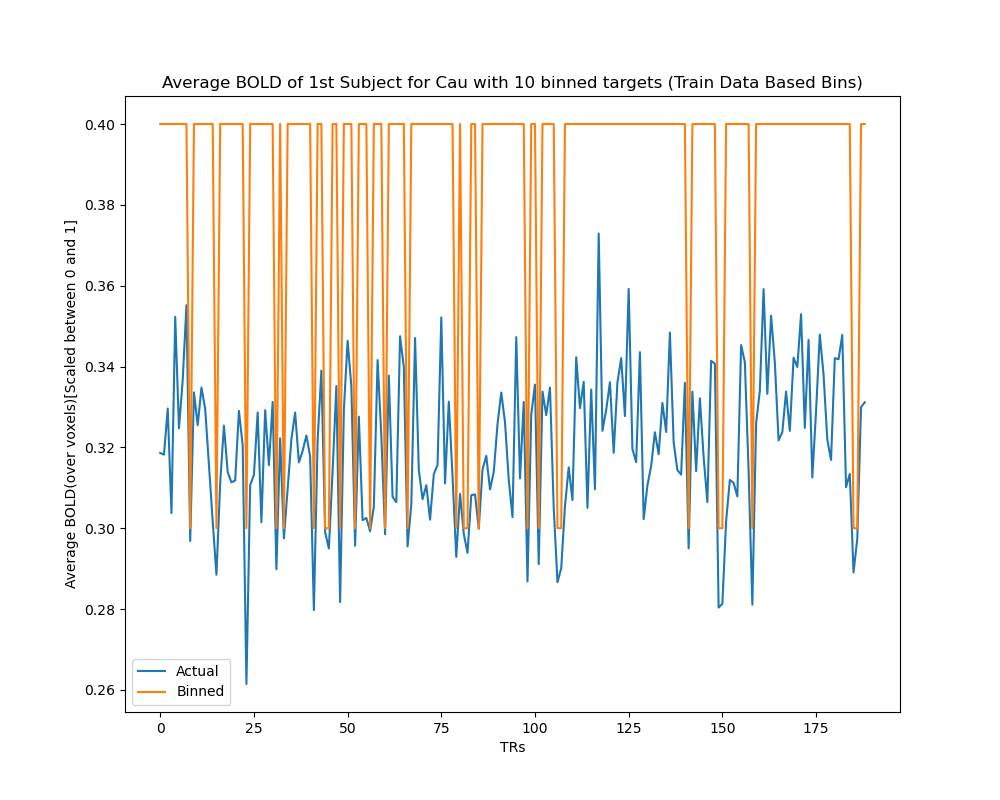 Average BOLD of 1st Subject for Cau with 10 binned targets (Train Data Based Bins)
Average BOLD(over voxels)[Scaled between 0 and 1]
0.40
0.38
0.36
0.34
0.32
0.30
0.28
0.26
Actual
Binned
0 25 50 75 100 125 150 175
TRs